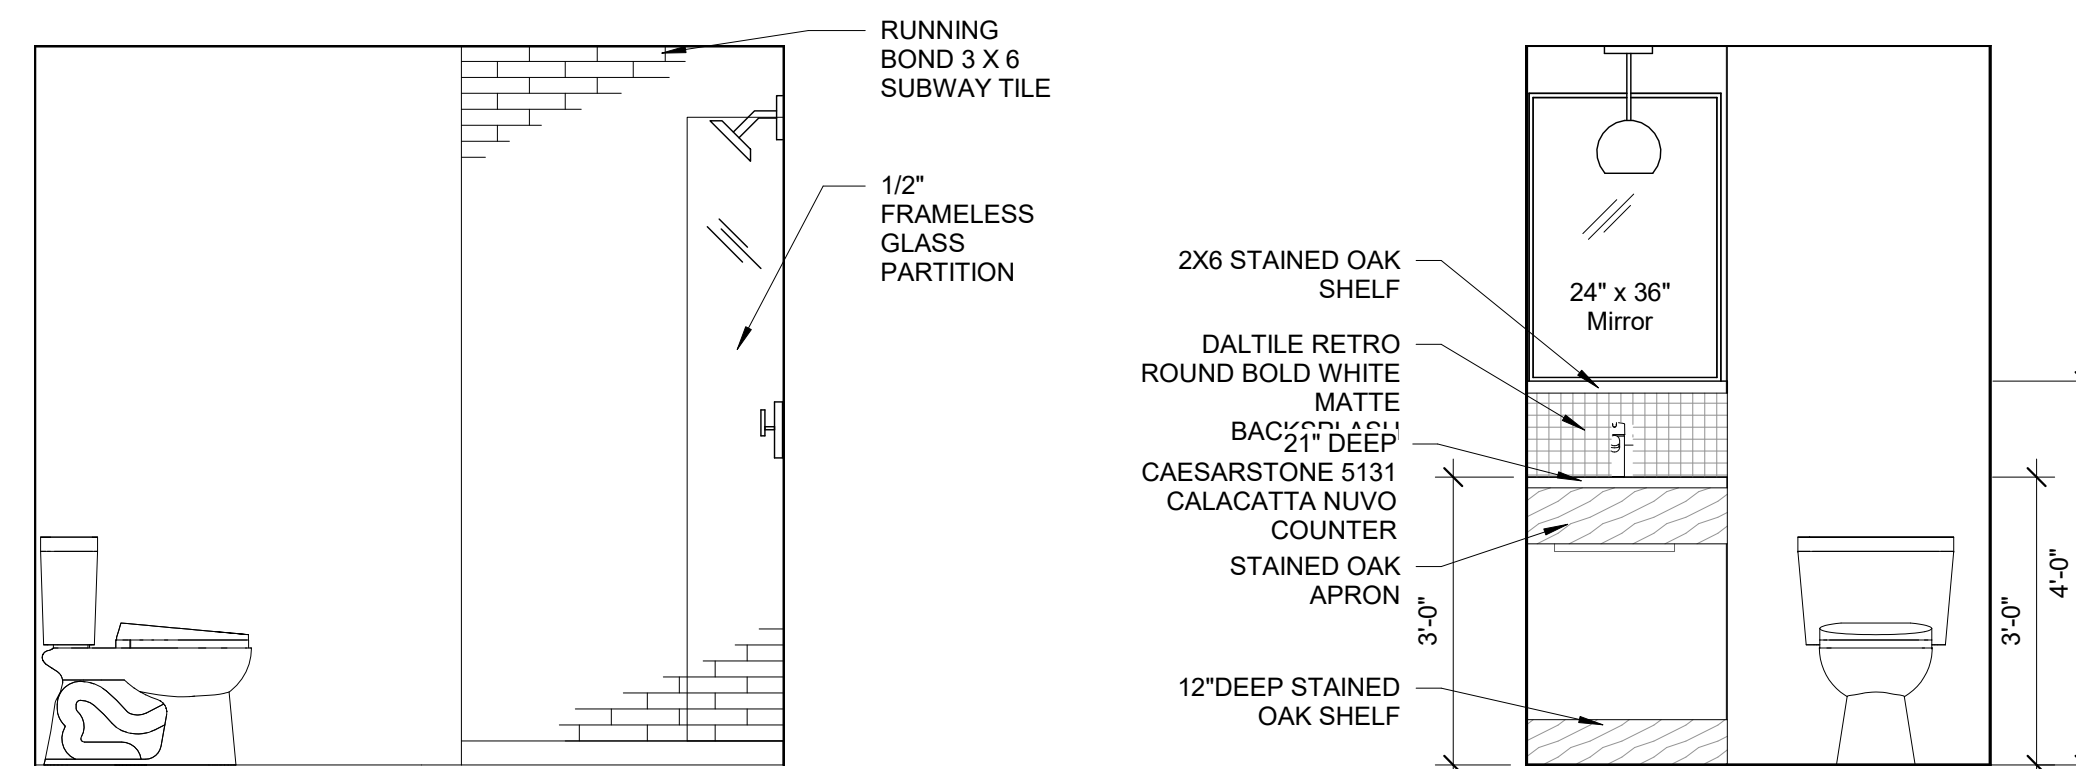 RUNNING
BOND 3 X 6
SUBWAY TILE
1/2"
FRAMELESS
GLASS
PARTITION
2X6 STAINED OAK
SHELF
24" x 36"
Mirror
DALTILE RETRO
ROUND BOLD WHITE
MATTE
BACKSPLASH
21" DEEP
CAESARSTONE 5131
CALACATTA NUVO
COUNTER
STAINED OAK
APRON
3'-0"
12"DEEP STAINED
OAK SHELF
3'-0"
4'-0"